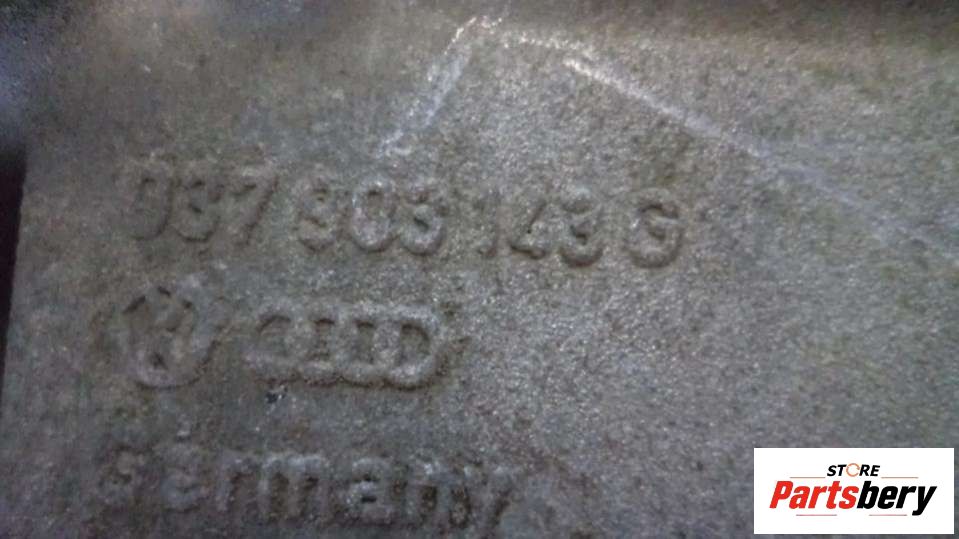 037 903 143 G
Germany
STORE
Partsbery